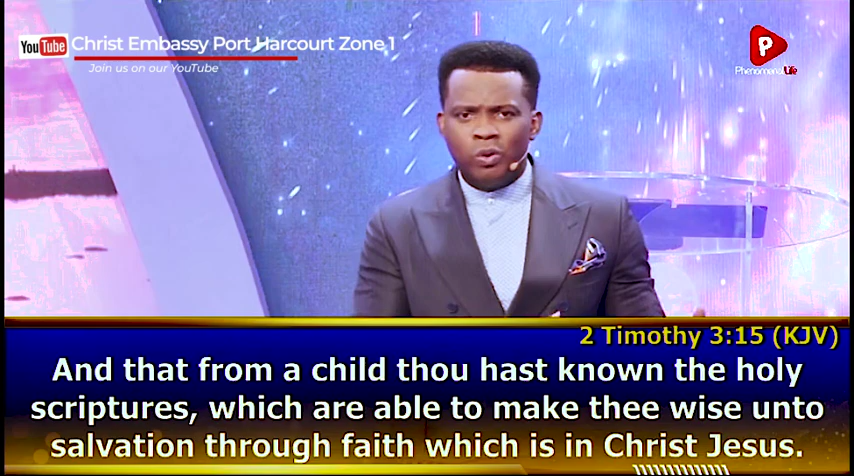 YouTube Christ Embassy Port Harcourt Zone 1
Join us on our YouTube
P
Phenomenal Life
2 Timothy 3:15 (KJV)
And that from a child thou hast known the holy
scriptures, which are able to make thee wise unto
salvation through faith which is in Christ Jesus.